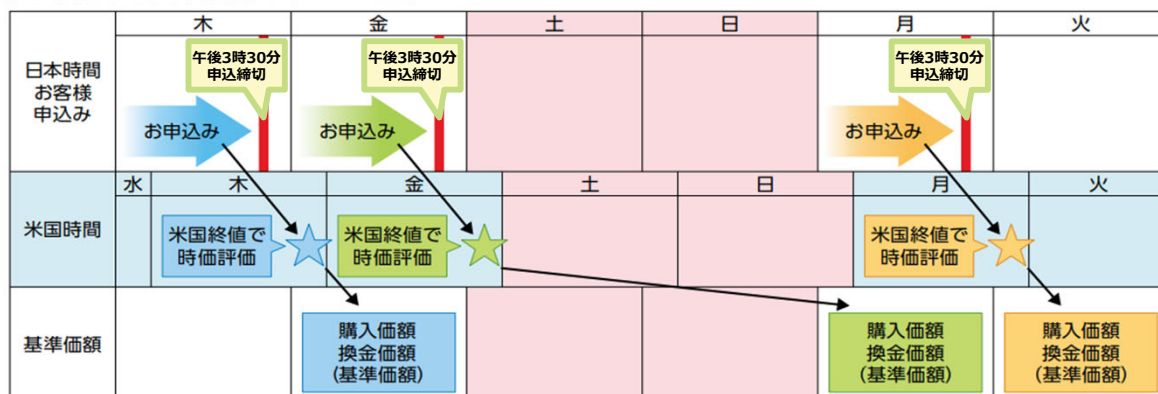 木 金 土 日 月 火
日本時間
お客様
申込み
午後3時30分
申込締切
午後3時30分
申込締切
午後3時30分
申込締切
お申込み
お申込み
お申込み
水 木 金 土 日 月 火
米国時間
米国終値で
時価評価
米国終値で
時価評価
米国終値で
時価評価
基準価額
購入価額
換金価額
(基準価額)
購入価額
換金価額
(基準価額)
購入価額
換金価額
(基準価額)